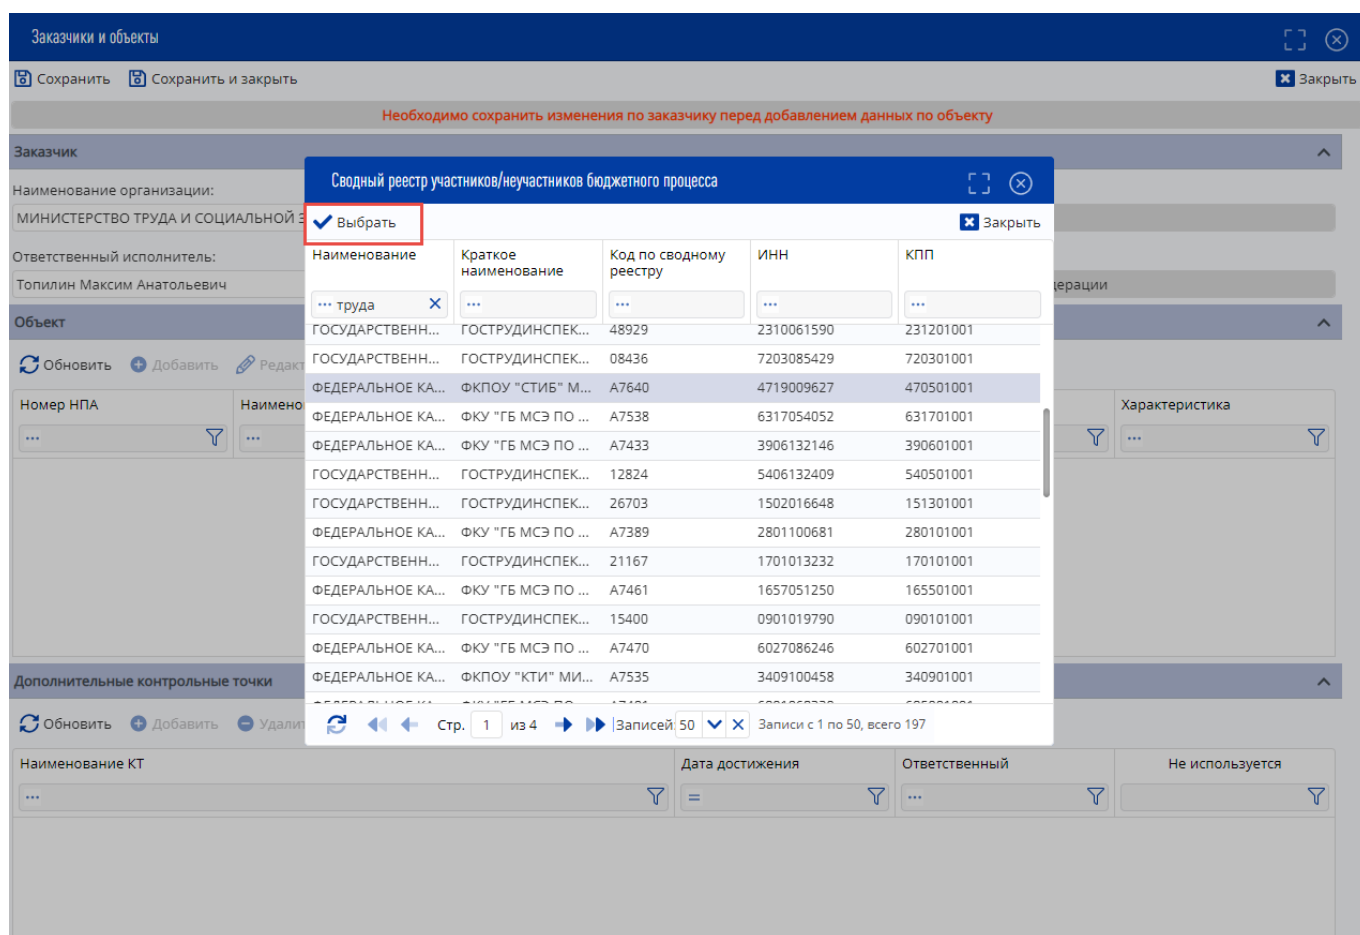 Заказчики и объекты
Сохранить Сохранить и закрыть Закрыть
Необходимо сохранить изменения по заказчику перед добавлением данных по объекту
Заказчик
Наименование организации:
МИНИСТЕРСТВО ТРУДА И СОЦИАЛЬНОЙ
Ответственный исполнитель:
Топилин Максим Анатольевич
Объект
Обновить Добавить
Номер НПА Характеристика
... ... ...
Сводный реестр участников/неучастников бюджетного процесса
Выбрать Закрыть
Наименование Краткое наименование Код по сводному реестру ИНН КПП
... труда ... ... ... ...
ГОСУДАРСТВЕНН... ГОСТРУДИНСПЕК... 48929 2310061590 231201001
ГОСУДАРСТВЕНН... ГОСТРУДИНСПЕК... 08436 7203085429 720301001
ФЕДЕРАЛЬНОЕ КА... ФКПОУ "СТИБ" М... А7640 4719009627 470501001
ФЕДЕРАЛЬНОЕ КА... ФКУ "ГБ МСЭ ПО ... А7538 6317054052 631701001
ФЕДЕРАЛЬНОЕ КА... ФКУ "ГБ МСЭ ПО ... А7433 3906132146 390601001
ГОСУДАРСТВЕНН... ГОСТРУДИНСПЕК... 12824 5406132409 540501001
ГОСУДАРСТВЕНН... ГОСТРУДИНСПЕК... 26703 1502016648 151301001
ФЕДЕРАЛЬНОЕ КА... ФКУ "ГБ МСЭ ПО ... А7389 2801100681 280101001
ГОСУДАРСТВЕНН... ГОСТРУДИНСПЕК... 21167 1701013232 170101001
ФЕДЕРАЛЬНОЕ КА... ФКУ "ГБ МСЭ ПО ... А7461 1657051250 165501001
ГОСУДАРСТВЕНН... ГОСТРУДИНСПЕК... 15400 0901019790 090101001
ФЕДЕРАЛЬНОЕ КА... ФКУ "ГБ МСЭ ПО ... А7470 6027086246 602701001
ФЕДЕРАЛЬНОЕ КА... ФКПОУ "КТИ" МИ... А7535 3409100458 340901001
Стр. 1 из 4 Записей 50 Записи с 1 по 50, всего 197
Дополнительные контрольные точки
Обновить Добавить
Наименование КТ Дата достижения Ответственный Не используется
... = ...